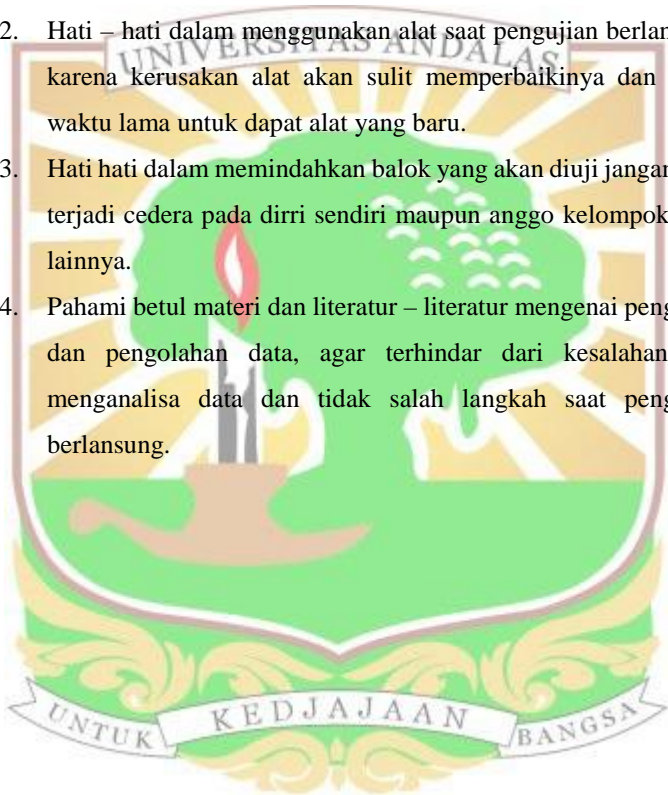 2. Hati – hati dalam menggunakan alat saat pengujian berlan
UNIVERSITAS ANDALAS
karena kerusakan alat akan sulit memperbaikinya dan
waktu lama untuk dapat alat yang baru.
3. Hati hati dalam memindahkan balok yang akan diuji jangan
terjadi cedera pada dirri sendiri maupun anggo kelompok
lainnya.
4. Pahami betul materi dan literatur – literatur mengenai peng
dan pengolahan data, agar terhindar dari kesalahan
menganalisa data dan tidak salah langkah saat peng
berlansung.
UNTUK KEDJAJAAN BANGSA